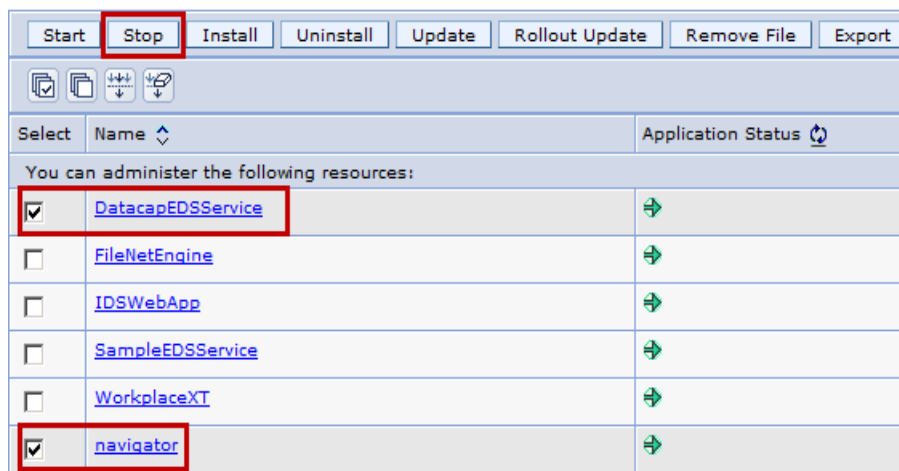 Start Stop Install Uninstall Update Rollout Update Remove File Export
Select Name Application Status
You can administer the following resources:
DatacapEDSService
FileNetEngine
IDSWebApp
SampleEDSService
WorkplaceXT
navigator